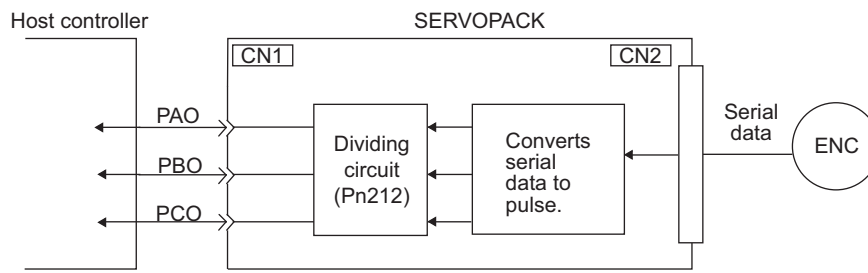 Host controller
SERVOPACK
CN1
CN2
PAO
PBO
PCO
Dividing
circuit
(Pn212)
Converts
serial
data to
pulse.
Serial
data
ENC